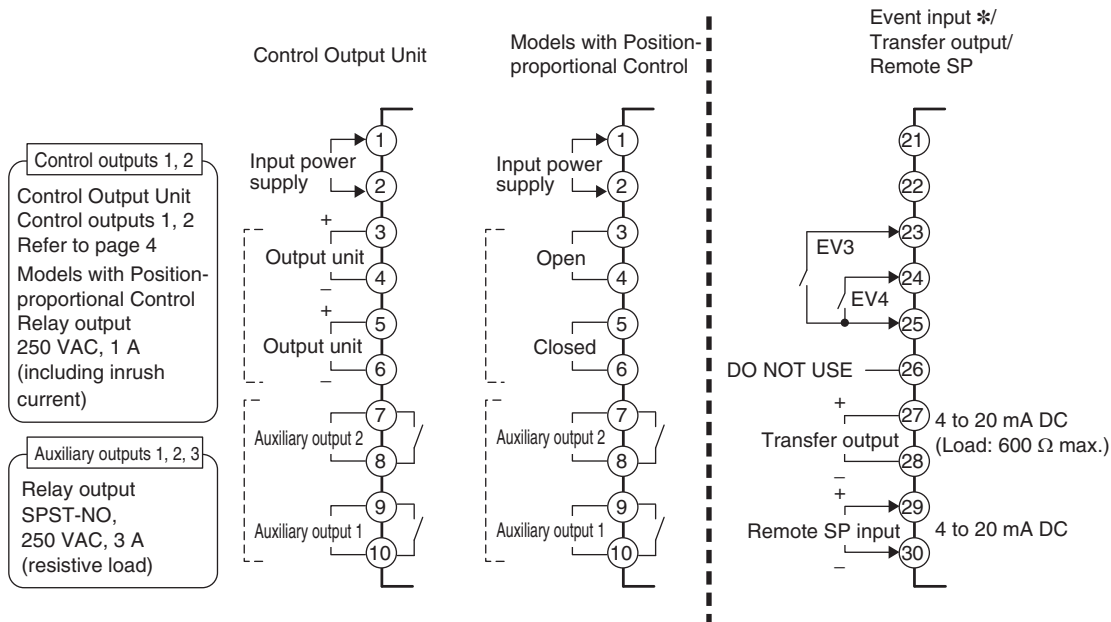 Control Output Unit
Models with Position-
proportional Control
Event input ✻/
Transfer output/
Remote SP
Control outputs 1, 2
Control Output Unit
Control outputs 1, 2
Refer to page 4
Models with Position-
proportional Control
Relay output
250 VAC, 1 A
(including inrush
current)
Auxiliary outputs 1, 2, 3
Relay output
SPST-NO,
250 VAC, 3 A
(resistive load)
1
Input power
supply
2
+
3
Output unit
4
–
+
5
Output unit
6
–
7
Auxiliary output 2
8
9
Auxiliary output 1
10
1
Input power
supply
2
3
Open
4
5
Closed
6
7
Auxiliary output 2
8
9
Auxiliary output 1
10
21
22
23
EV3
24
EV4
25
DO NOT USE
26
+
27
4 to 20 mA DC
(Load: 600 Ω max.)
Transfer output
28
–
+
29
Remote SP input
4 to 20 mA DC
30
–